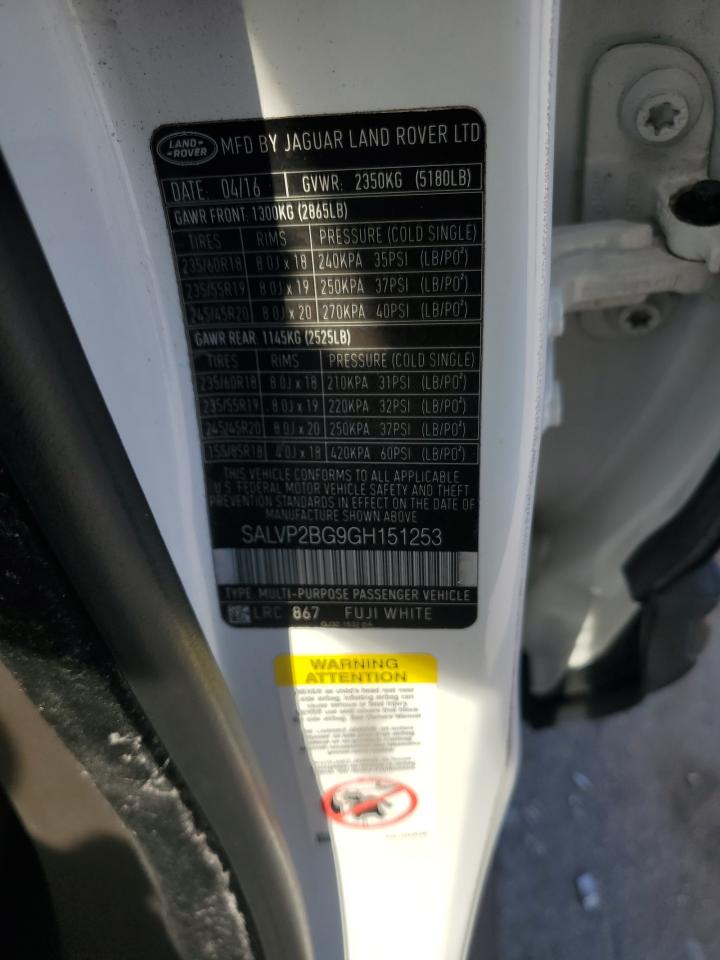 LAND ROVER
MFD BY JAGUAR LAND ROVER LTD
DATE: 04/16 GVWR: 2350KG (5180LB)
GAWR FRONT: 1300KG (2865LB)
TIRES RIMS PRESSURE (COLD SINGLE)
235/60R18 8.0J x 18 240KPA 35PSI (LB/PO²)
235/55R19 8.0J x 19 250KPA 37PSI (LB/PO²)
245/45R20 8.0J x 20 270KPA 40PSI (LB/PO²)
GAWR REAR: 1145KG (2525LB)
TIRES RIMS PRESSURE (COLD SINGLE)
235/60R18 8.0J x 18 210KPA 31PSI (LB/PO²)
235/55R19 8.0J x 19 220KPA 32PSI (LB/PO²)
245/45R20 8.0J x 20 250KPA 37PSI (LB/PO²)
155/85R18 4.0J x 18 420KPA 60PSI (LB/PO²)
THIS VEHICLE CONFORMS TO ALL APPLICABLE
U.S. FEDERAL MOTOR VEHICLE SAFETY AND THEFT
PREVENTION STANDARDS IN EFFECT ON THE DATE OF
MANUFACTURE SHOWN ABOVE
SALVP2BG9GH151253
TYPE: MULTI-PURPOSE PASSENGER VEHICLE
LRC 867 FUJI WHITE
WARNING
ATTENTION